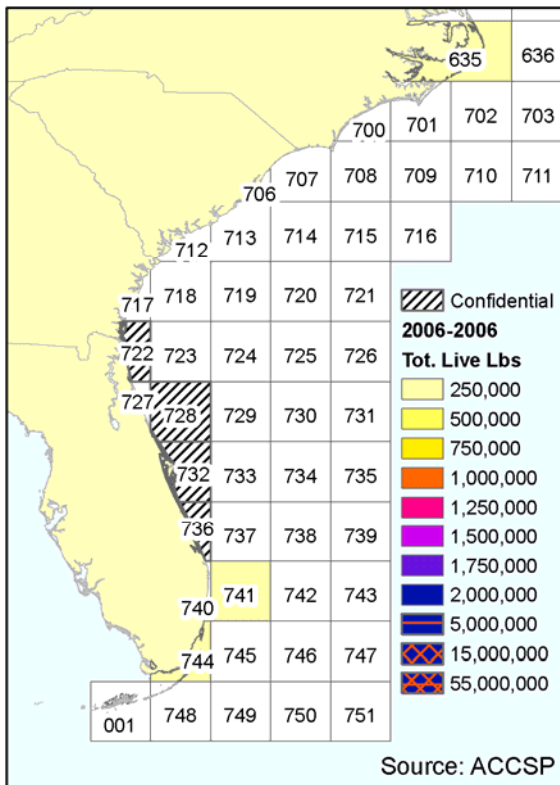 635 636
700 701 702 703
706 707 708 709 710 711
712 713 714 715 716
717 718 719 720 721
722 723 724 725 726
727 728 729 730 731
732 733 734 735
736 737 738 739
740 741 742 743
744 745 746 747
001 748 749 750 751
Confidential
2006-2006
Tot. Live Lbs
250,000
500,000
750,000
1,000,000
1,250,000
1,500,000
1,750,000
2,000,000
5,000,000
15,000,000
55,000,000
Source: ACCSP